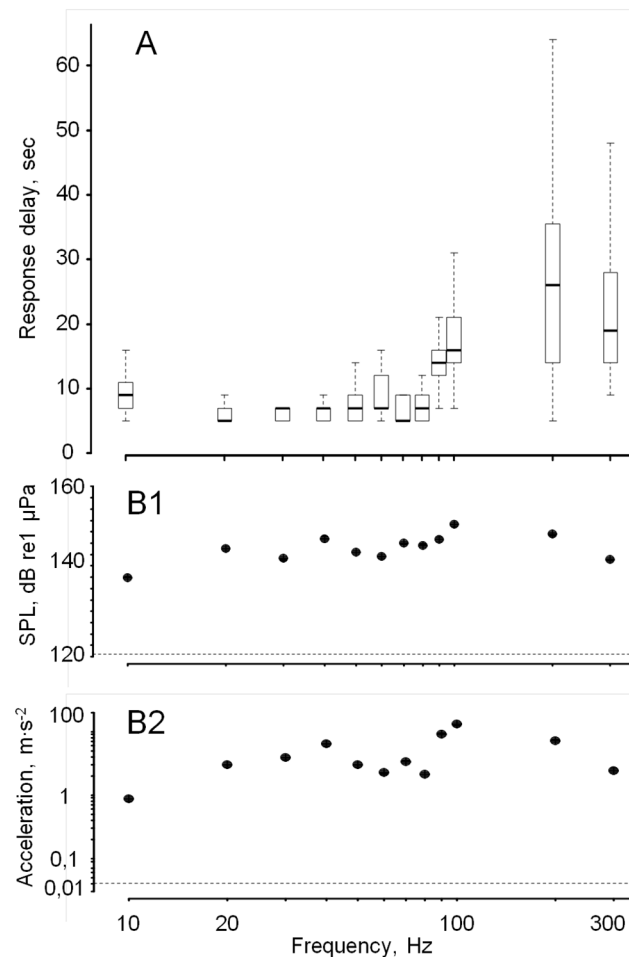 A
Response delay, sec
60
50
40
30
20
10
0
B1
SPL, dB re1 µPa
160
140
120
B2
Acceleration, m·s-2
100
1
0,1
0,01
10 20 100 300
Frequency, Hz